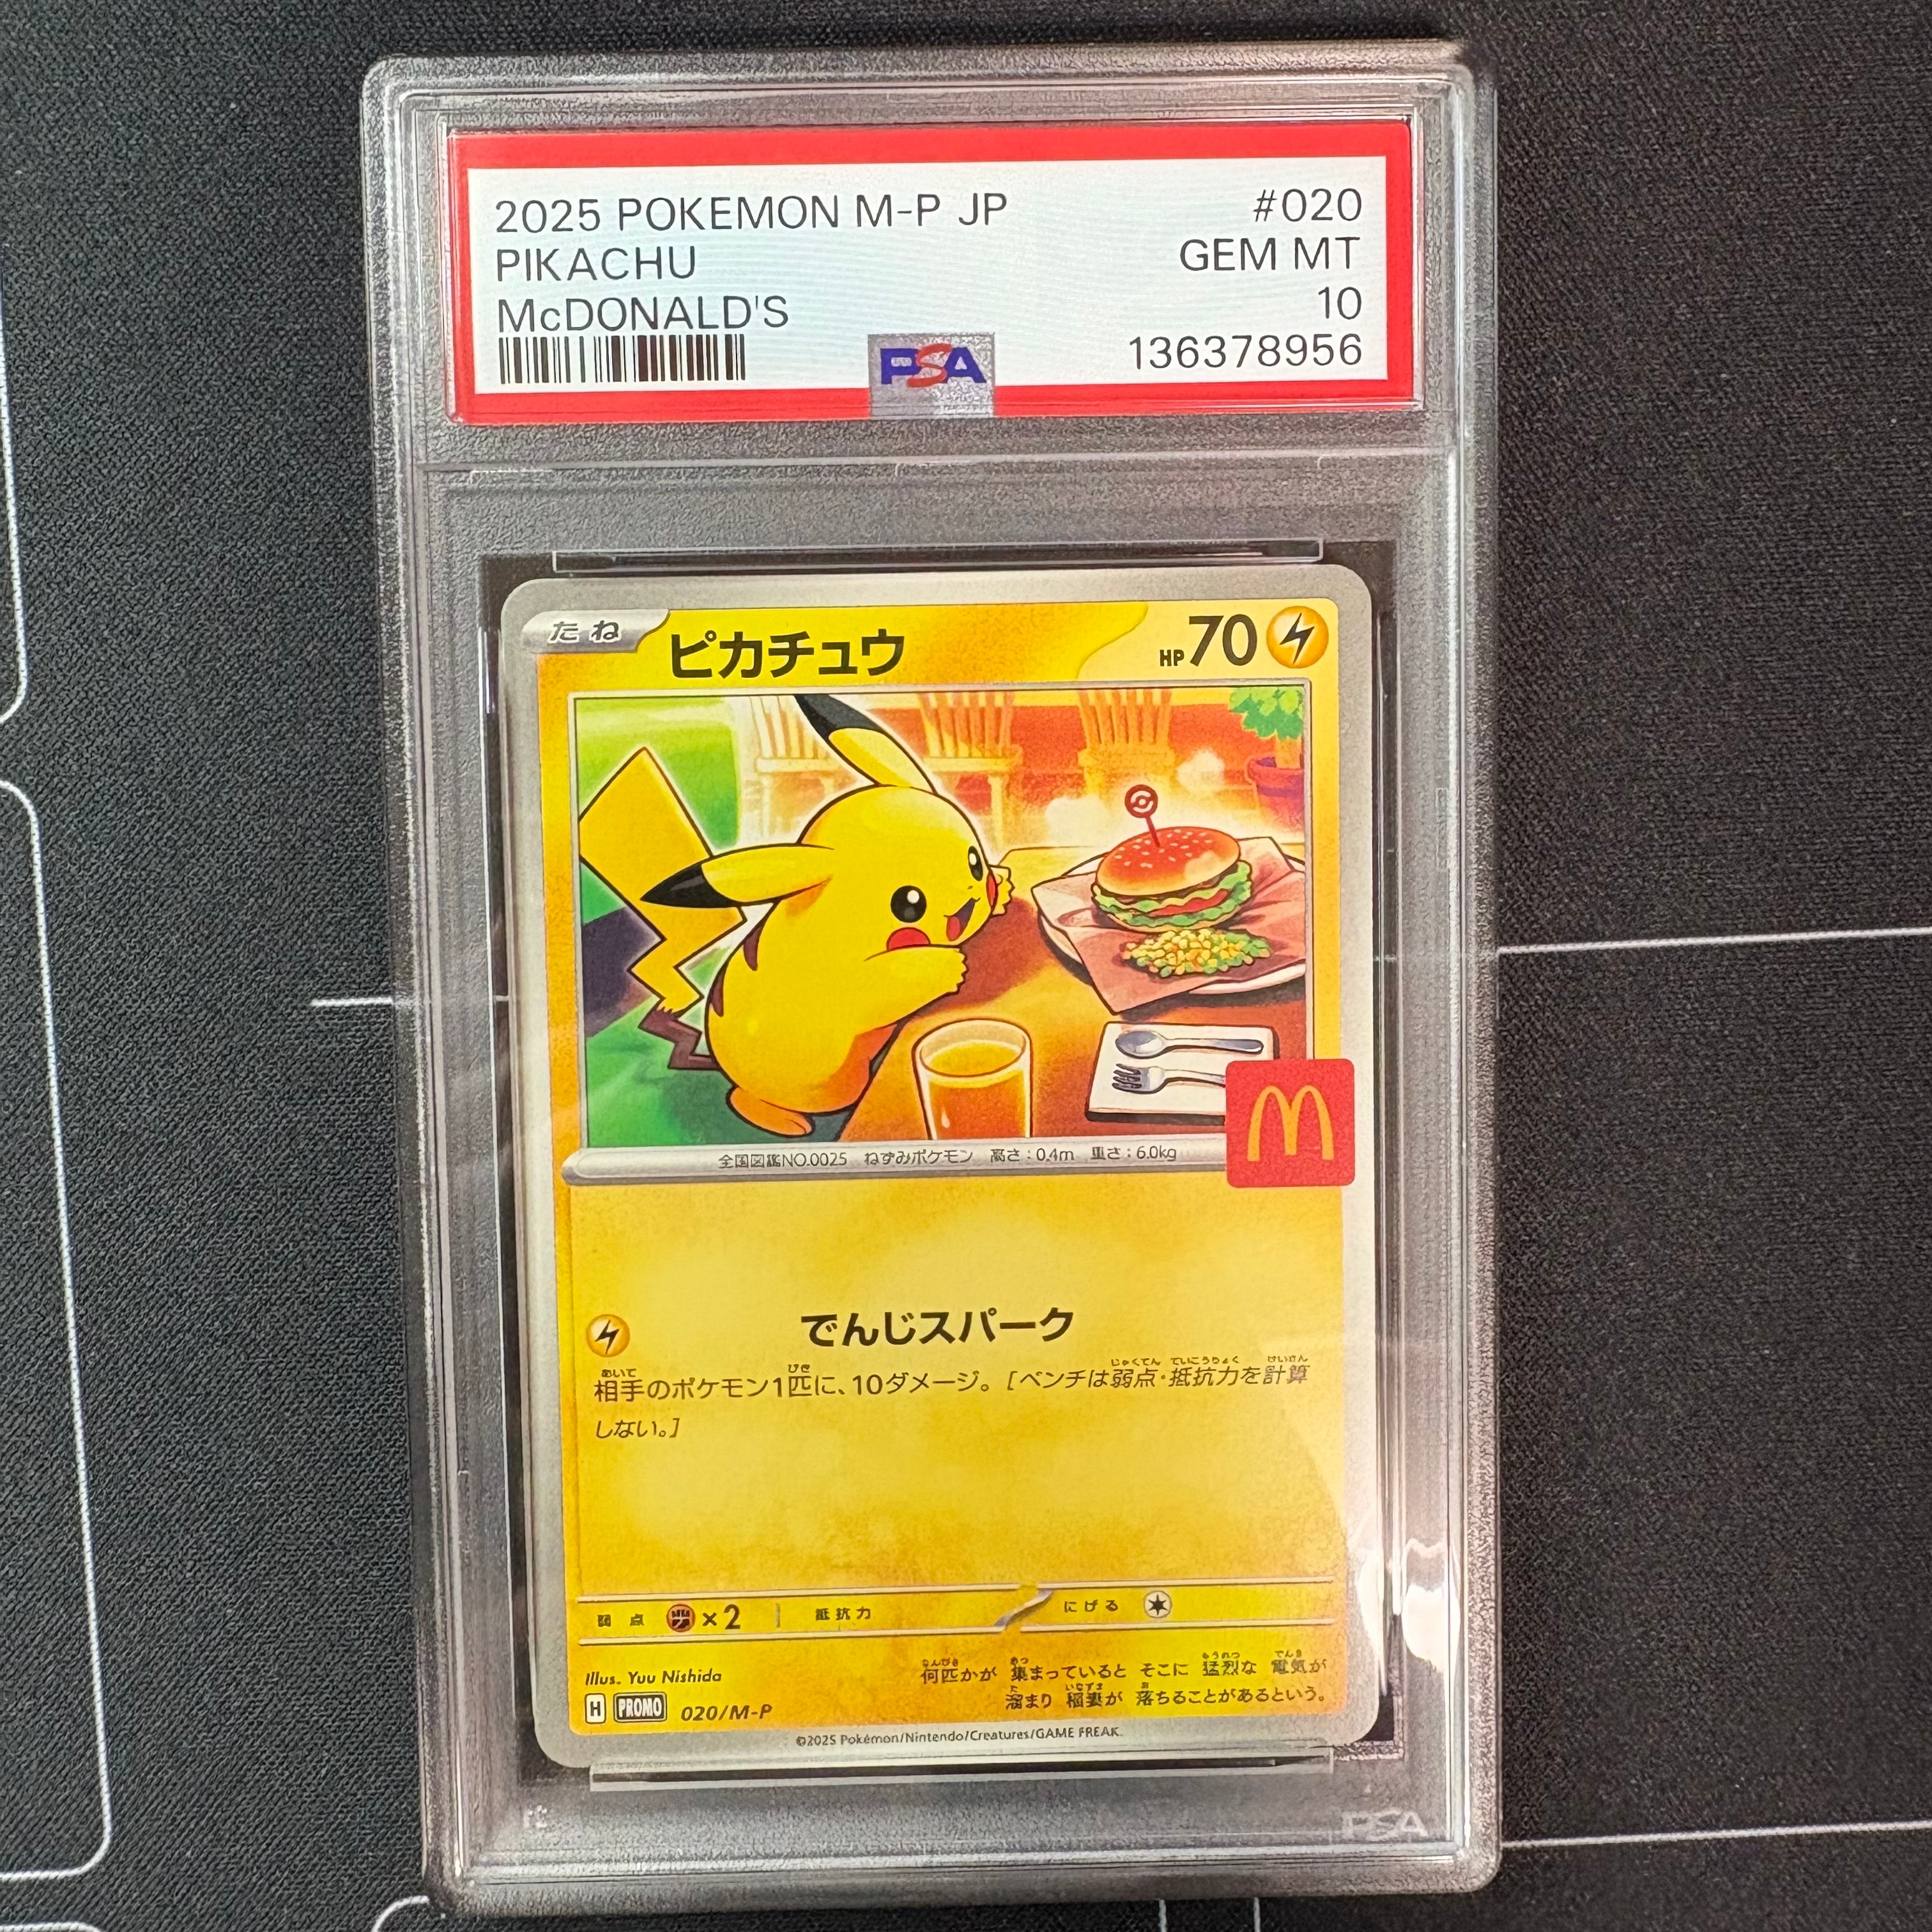 2025 POKEMON M-P JP #020
PIKACHU GEM MT
McDONALD'S 10
PSA 136378956
たね ピカチュウ HP70
全国図鑑NO.0025 ねずみポケモン 高さ:0.4m 重さ:6.0kg
でんじスパーク
相手のポケモン1匹に、10ダメージ。[ベンチは弱点・抵抗力を計算
しない。]
弱点 ×2 抵抗力 にげる
Illus. Yuu Nishida
何匹かが 集まっていると そこに 猛烈な 電気が
溜まり 稲妻が 落ちることがあるという。
H PROMO 020/M-P
©2025 Pokémon/Nintendo/Creatures/GAME FREAK.
PSA